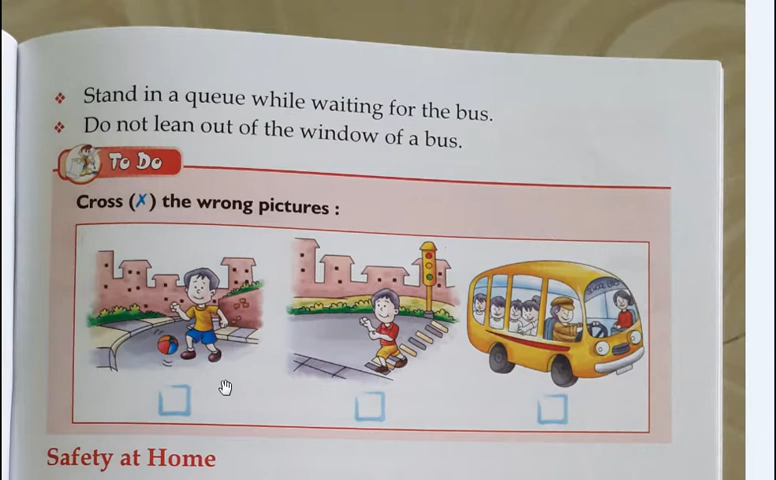 ❖ Stand in a queue while waiting for the bus.
❖ Do not lean out of the window of a bus.
To Do
Cross (✗) the wrong pictures :
Safety at Home